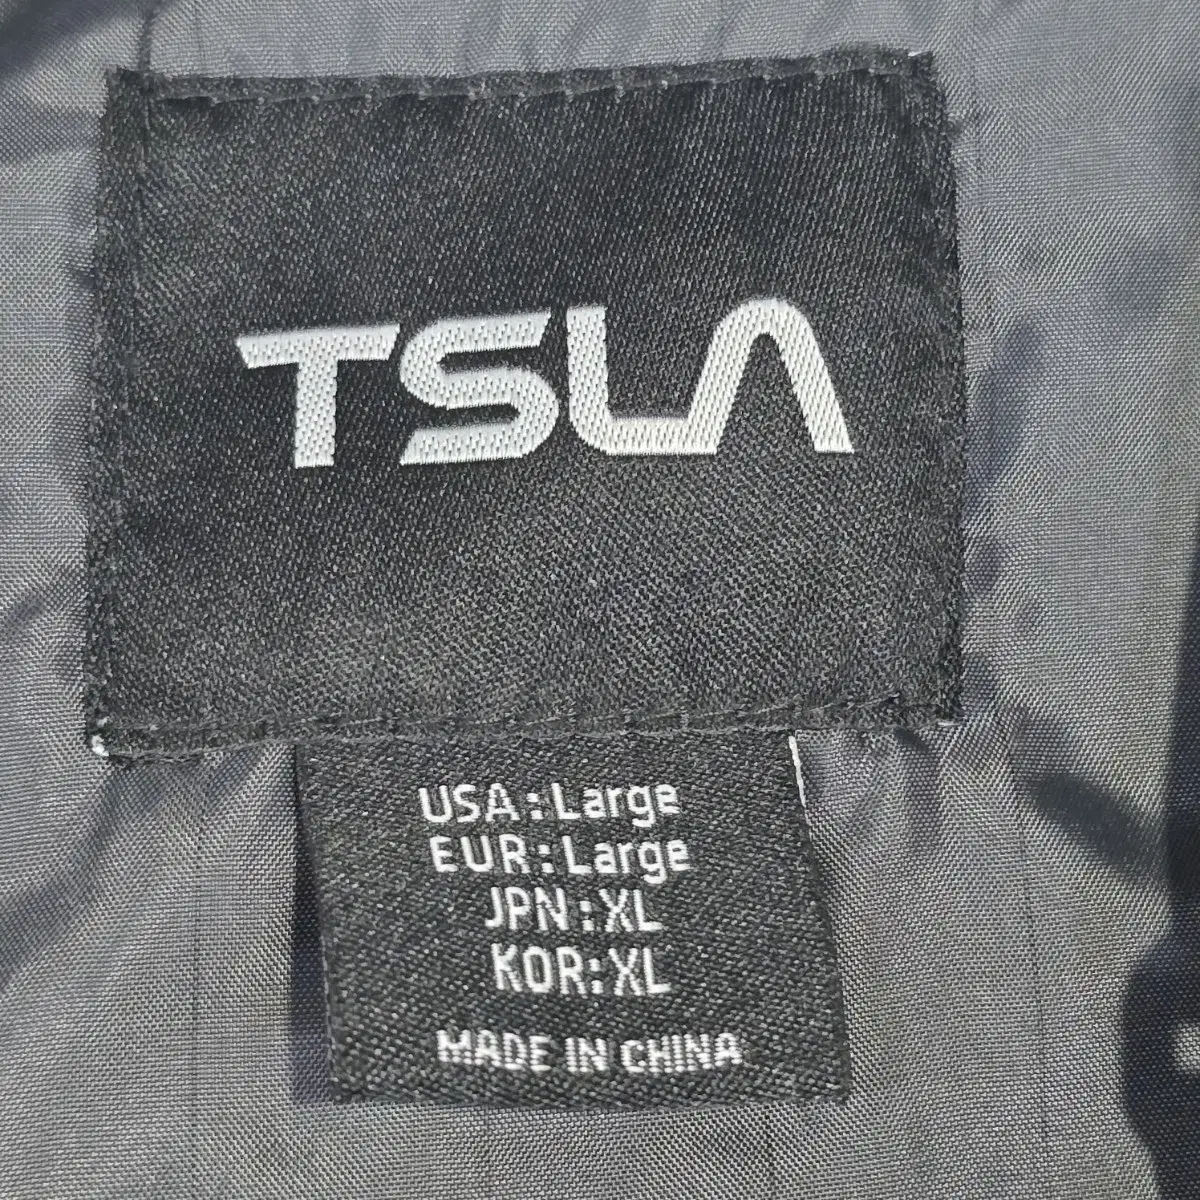 TSLA
USA:Large
EUR:Large
JPN:XL
KOR:XL
MADE IN CHINA